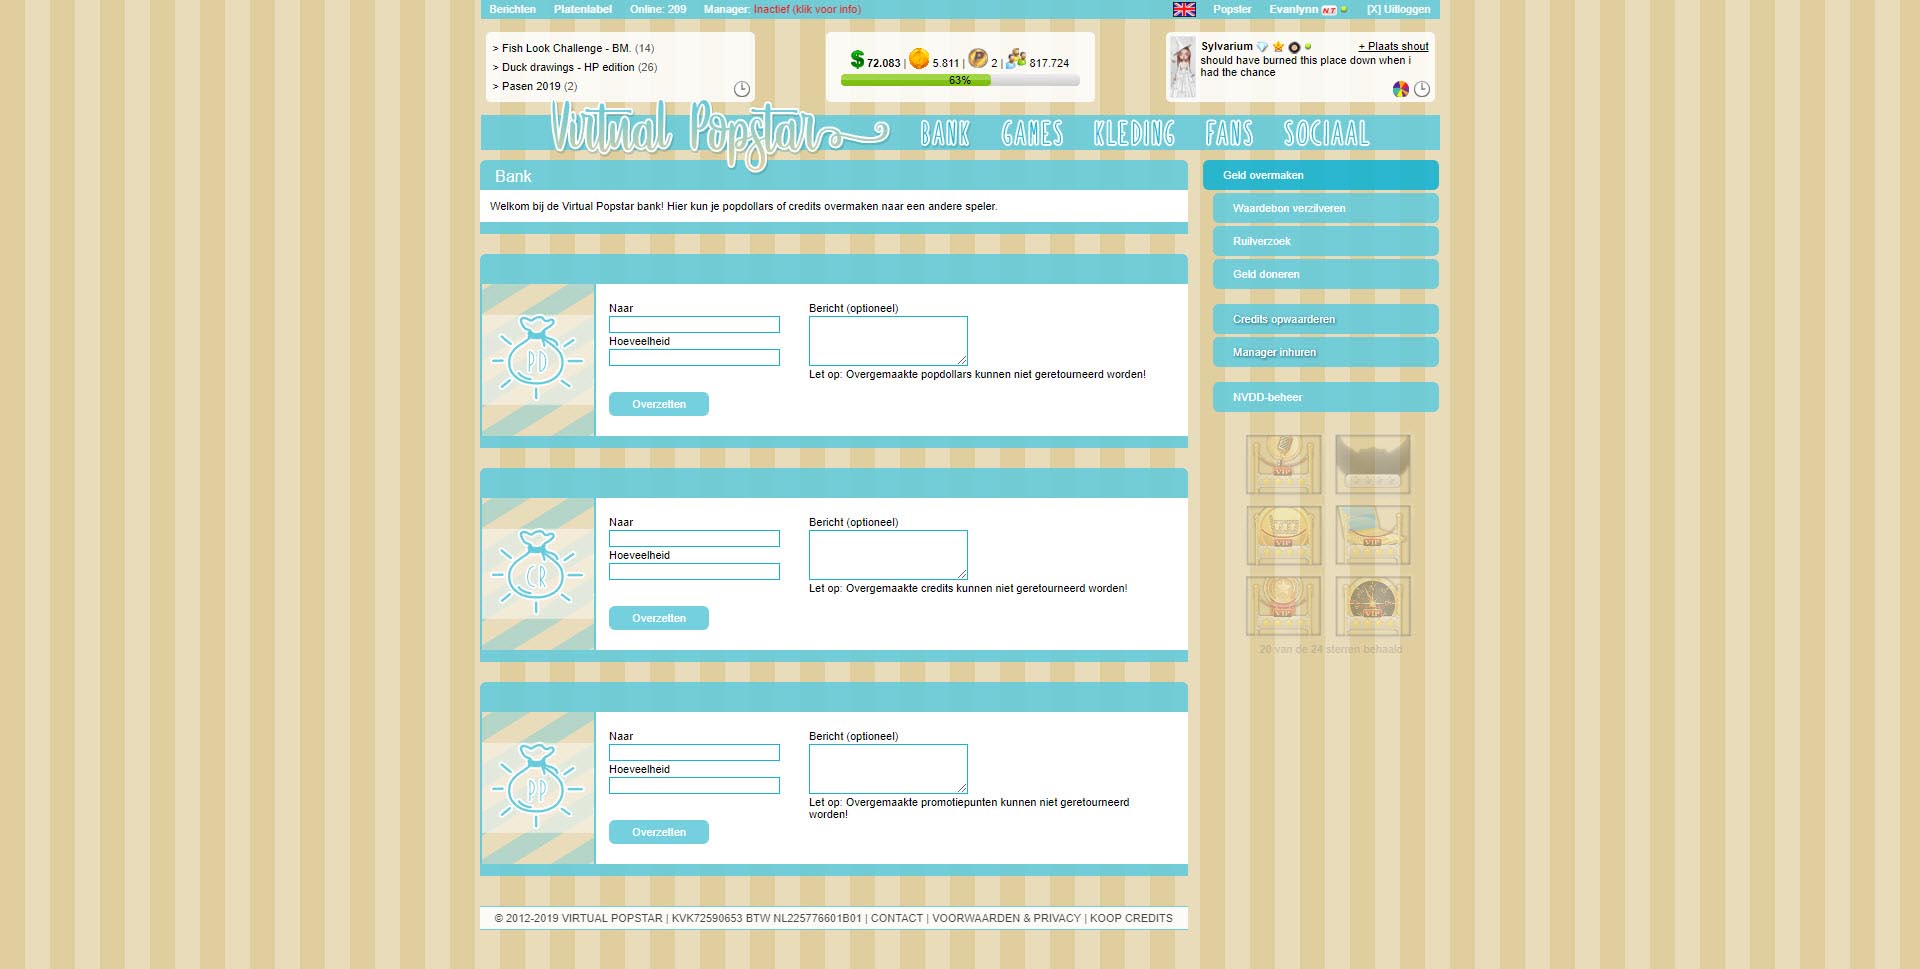 Berichten Platenlabel Online: 209 Manager: Inactief (klik voor info) Popster Evanlynn NT [X] Uitloggen
> Fish Look Challenge - BM. (14)
> Duck drawings - HP edition (26)
> Pasen 2019 (2)
$ 72.083 | 5.811 | P 2 | 817.724
63%
Sylvarium + Plaats shout
should have burned this place down when i
had the chance
Virtual Popstar BANK GAMES KLEDING FANS SOCIAAL
Bank
Welkom bij de Virtual Popstar bank! Hier kun je popdollars of credits overmaken naar een andere speler.
PD
Naar
Hoeveelheid
Bericht (optioneel)
Let op: Overgemaakte popdollars kunnen niet geretourneerd worden!
Overzetten
CR
Naar
Hoeveelheid
Bericht (optioneel)
Let op: Overgemaakte credits kunnen niet geretourneerd worden!
Overzetten
PP
Naar
Hoeveelheid
Bericht (optioneel)
Let op: Overgemaakte promotiepunten kunnen niet geretourneerd
worden!
Overzetten
Geld overmaken
Waardebon verzilveren
Ruilverzoek
Geld doneren
Credits opwaarderen
Manager inhuren
NVDD-beheer
VIP
VIP
VIP
VIP
VIP
20 van de 24 sterren behaald
© 2012-2019 VIRTUAL POPSTAR | KVK72590653 BTW NL225776601B01 | CONTACT | VOORWAARDEN & PRIVACY | KOOP CREDITS